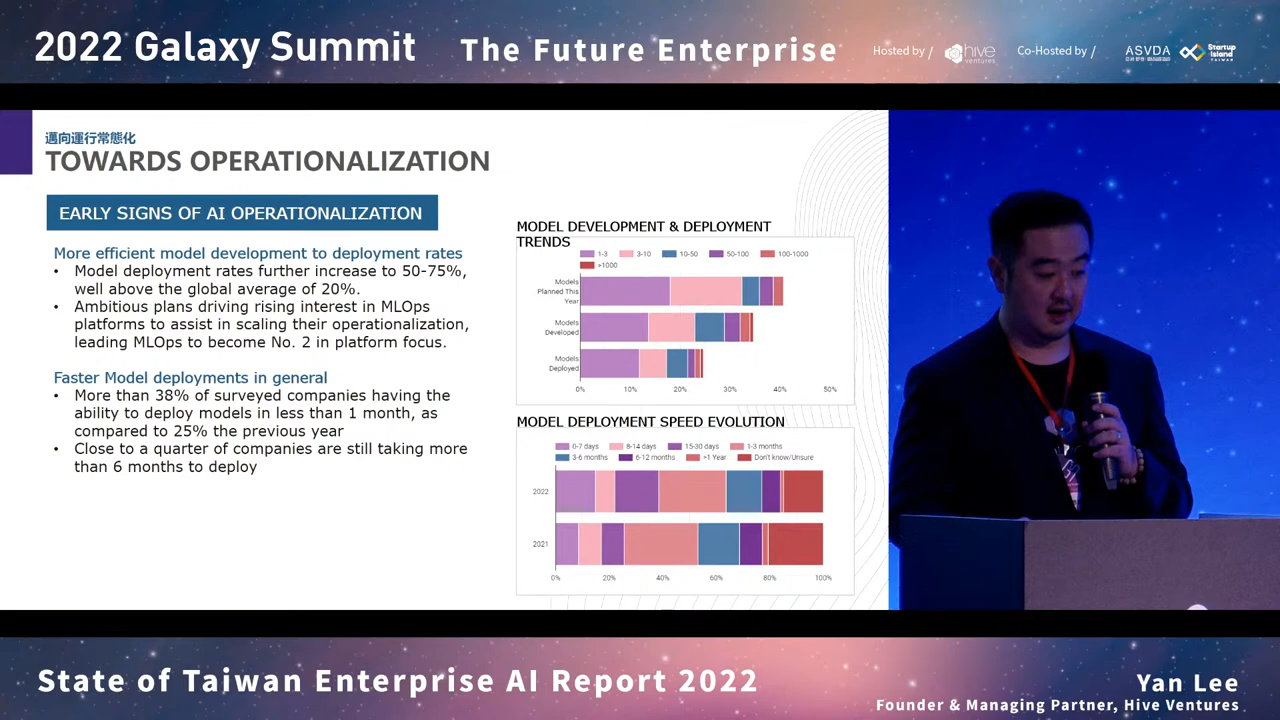 2022 Galaxy Summit
The Future Enterprise
Hosted by /
hive
ventures
Co-Hosted by /
ASVDA
Startup
Island
TAIWAN
邁向運行常態化
TOWARDS OPERATIONALIZATION
EARLY SIGNS OF AI OPERATIONALIZATION
More efficient model development to deployment rates
• Model deployment rates further increase to 50-75%,
well above the global average of 20%.
• Ambitious plans driving rising interest in MLOps
platforms to assist in scaling their operationalization,
leading MLOps to become No. 2 in platform focus.
Faster Model deployments in general
• More than 38% of surveyed companies having the
ability to deploy models in less than 1 month, as
compared to 25% the previous year
• Close to a quarter of companies are still taking more
than 6 months to deploy
MODEL DEVELOPMENT & DEPLOYMENT
TRENDS
1-3 3-10 10-50 50-100 100-1000
>1000
Models
Planned This
Year
Models
Developed
Models
Deployed
0% 10% 20% 30% 40% 50%
MODEL DEPLOYMENT SPEED EVOLUTION
0-7 days 8-14 days 15-30 days 1-3 months
3-6 months 6-12 months >1 Year Don't know/Unsure
2022
2021
0% 20% 40% 60% 80% 100%
State of Taiwan Enterprise AI Report 2022
Yan Lee
Founder & Managing Partner, Hive Ventures